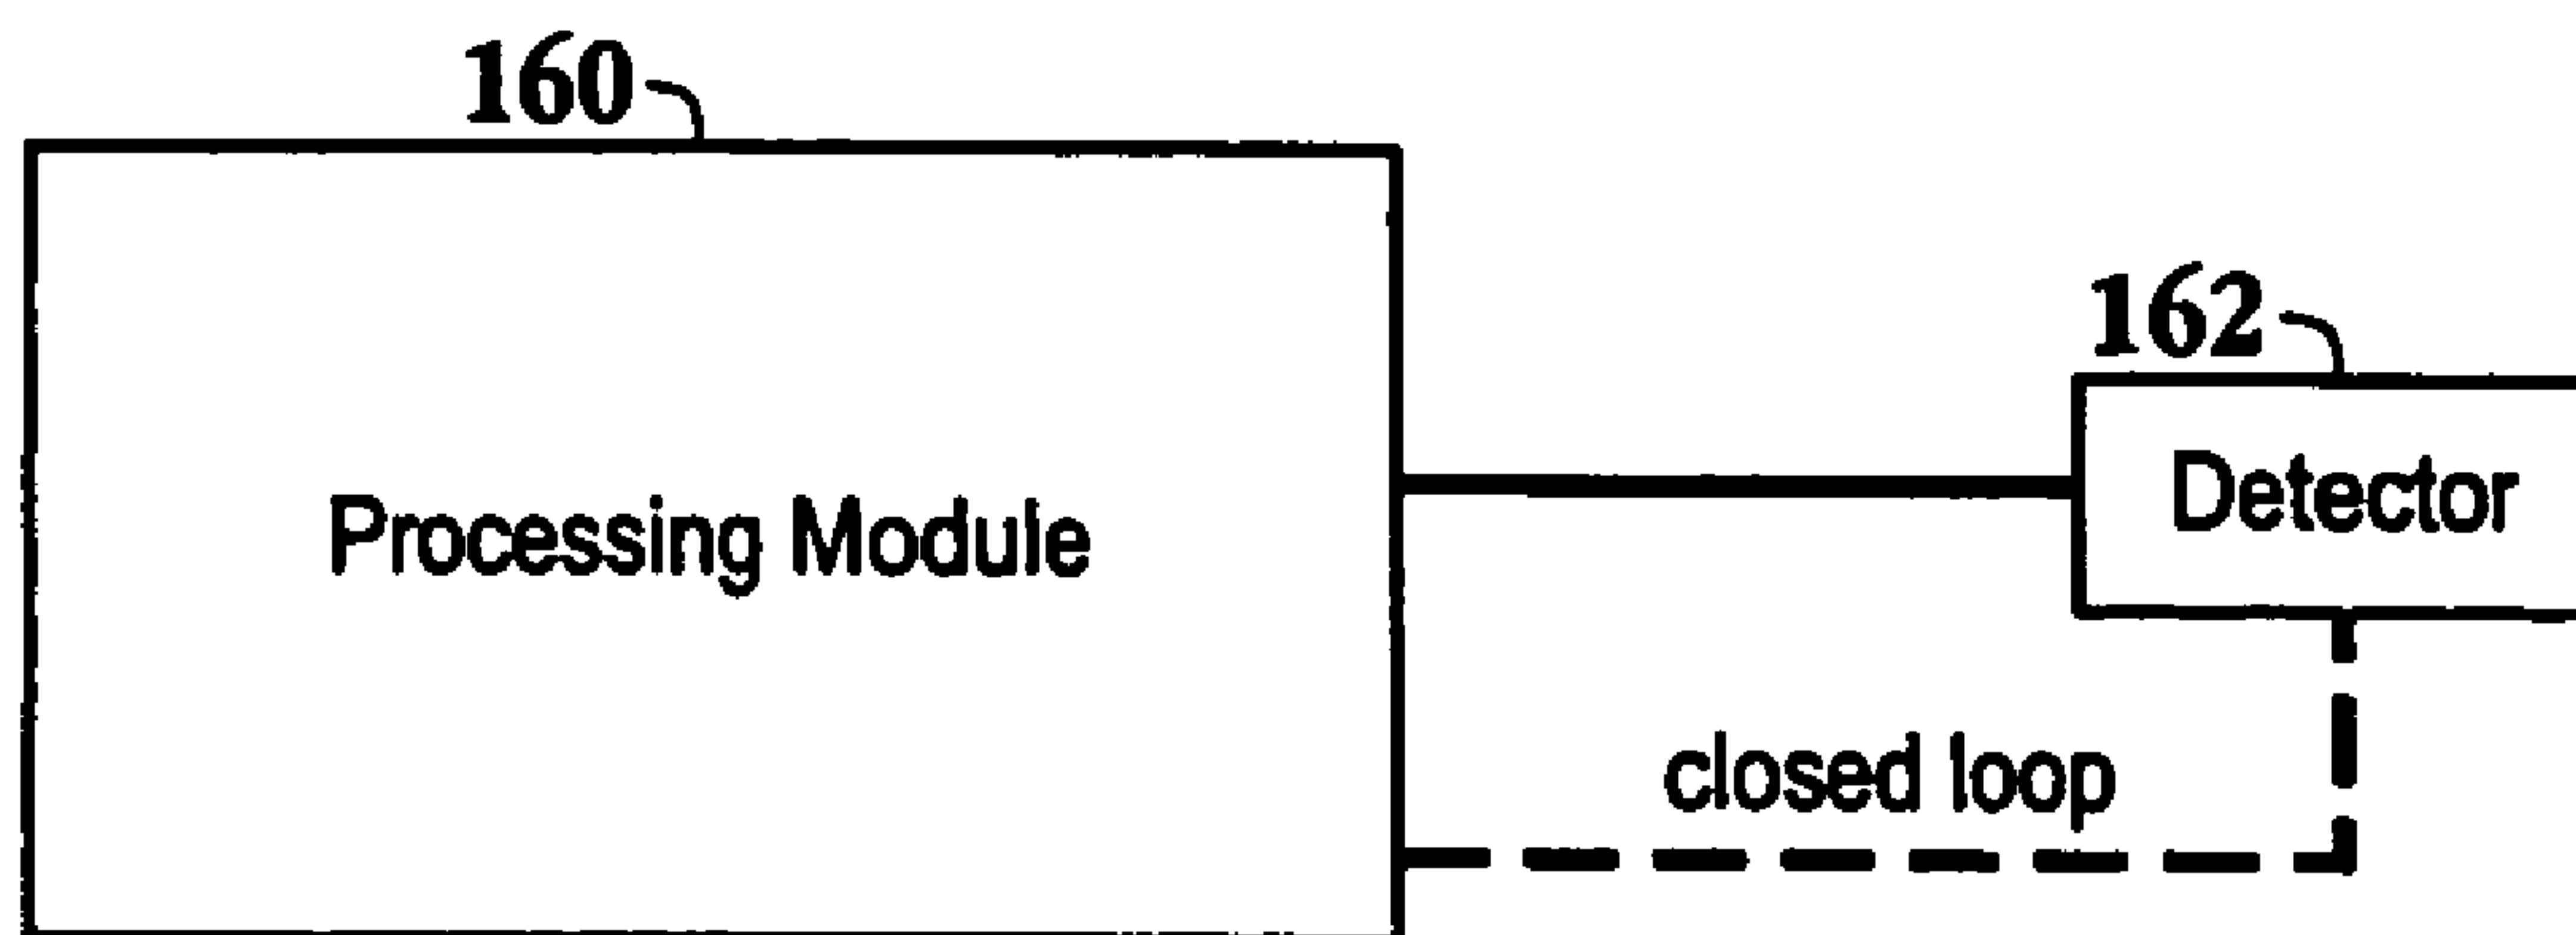 160
162
Detector
Processing Module
closed loop